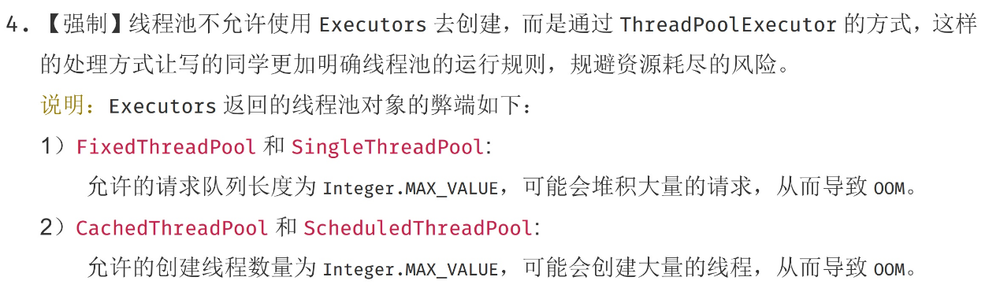 4. 【强制】线程池不允许使用 Executors 去创建，而是通过 ThreadPoolExecutor 的方式，这样
的处理方式让写的同学更加明确线程池的运行规则，规避资源耗尽的风险。
说明：Executors 返回的线程池对象的弊端如下：
1）FixedThreadPool 和 SingleThreadPool:
允许的请求队列长度为 Integer.MAX_VALUE，可能会堆积大量的请求，从而导致 OOM。
2）CachedThreadPool 和 ScheduledThreadPool:
允许的创建线程数量为 Integer.MAX_VALUE，可能会创建大量的线程，从而导致 OOM。